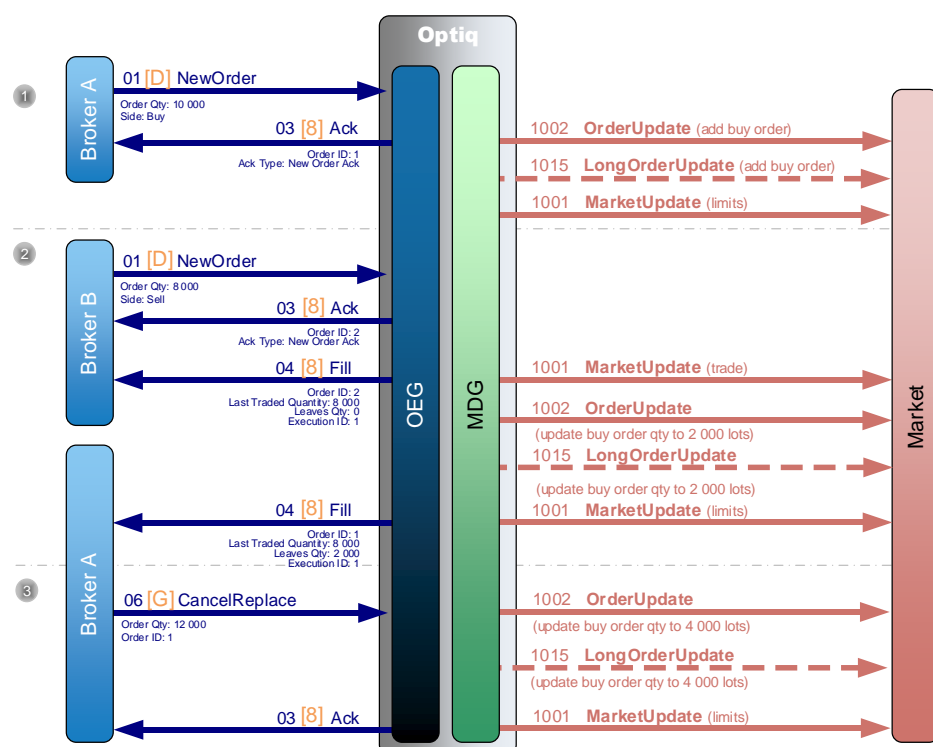 Optiq
1
Broker A
01 [D] NewOrder
Order Qty: 10 000
Side: Buy
03 [8] Ack
Order ID: 1
Ack Type: New Order Ack
1002 OrderUpdate (add buy order)
1015 LongOrderUpdate (add buy order)
1001 MarketUpdate (limits)
2
Broker B
01 [D] NewOrder
Order Qty: 8 000
Side: Sell
03 [8] Ack
Order ID: 2
Ack Type: New Order Ack
04 [8] Fill
Order ID: 2
Last Traded Quantity: 8 000
Leaves Qty: 0
Execution ID: 1
OEG
MDG
Market
1001 MarketUpdate (trade)
1002 OrderUpdate
(update buy order qty to 2 000 lots)
1015 LongOrderUpdate
(update buy order qty to 2 000 lots)
04 [8] Fill
Order ID: 1
Last Traded Quantity: 8 000
Leaves Qty: 2 000
Execution ID: 1
1001 MarketUpdate (limits)
3
Broker A
06 [G] CancelReplace
Order Qty: 12 000
Order ID: 1
1002 OrderUpdate
(update buy order qty to 4 000 lots)
1015 LongOrderUpdate
(update buy order qty to 4 000 lots)
03 [8] Ack
1001 MarketUpdate (limits)